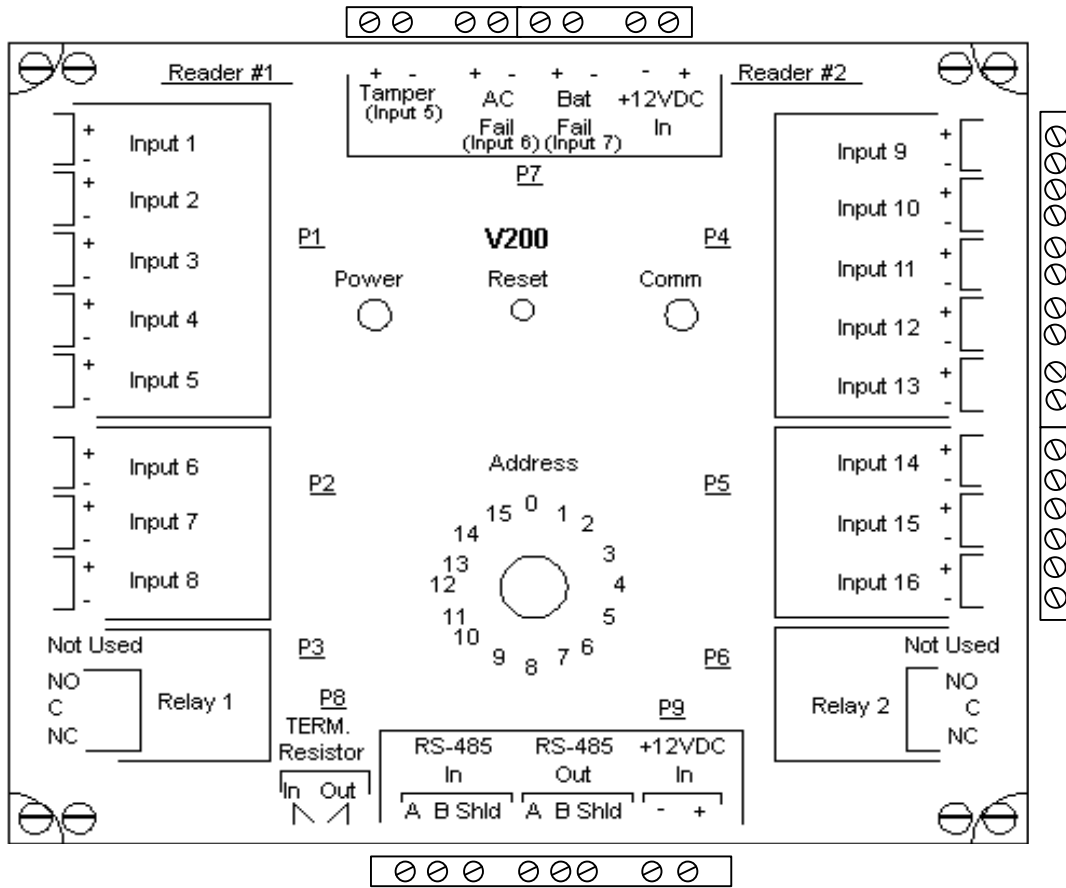 Reader #1
Reader #2
+ - + - + - - +
Tamper AC Bat +12VDC
(Input 5) Fail Fail In
(Input 6) (Input 7)
P7
+ Input 1
-
+ Input 2
-
+ Input 3
-
+ Input 4
-
+ Input 5
-
P1
V200
P4
Power Reset Comm
Input 9 +
-
Input 10 +
-
Input 11 +
-
Input 12 +
-
Input 13 +
-
+ Input 6
-
+ Input 7
-
+ Input 8
-
P2
Address
0
1
2
3
4
5
6
7
8
9
10
11
12
13
14
15
P5
Input 14 +
-
Input 15 +
-
Input 16 +
-
Not Used
NO
C
NC
Relay 1
P3
P8
TERM.
Resistor
In Out
P6
P9
RS-485 RS-485 +12VDC
In Out In
A B Shld A B Shld - +
Not Used
Relay 2
NO
C
NC